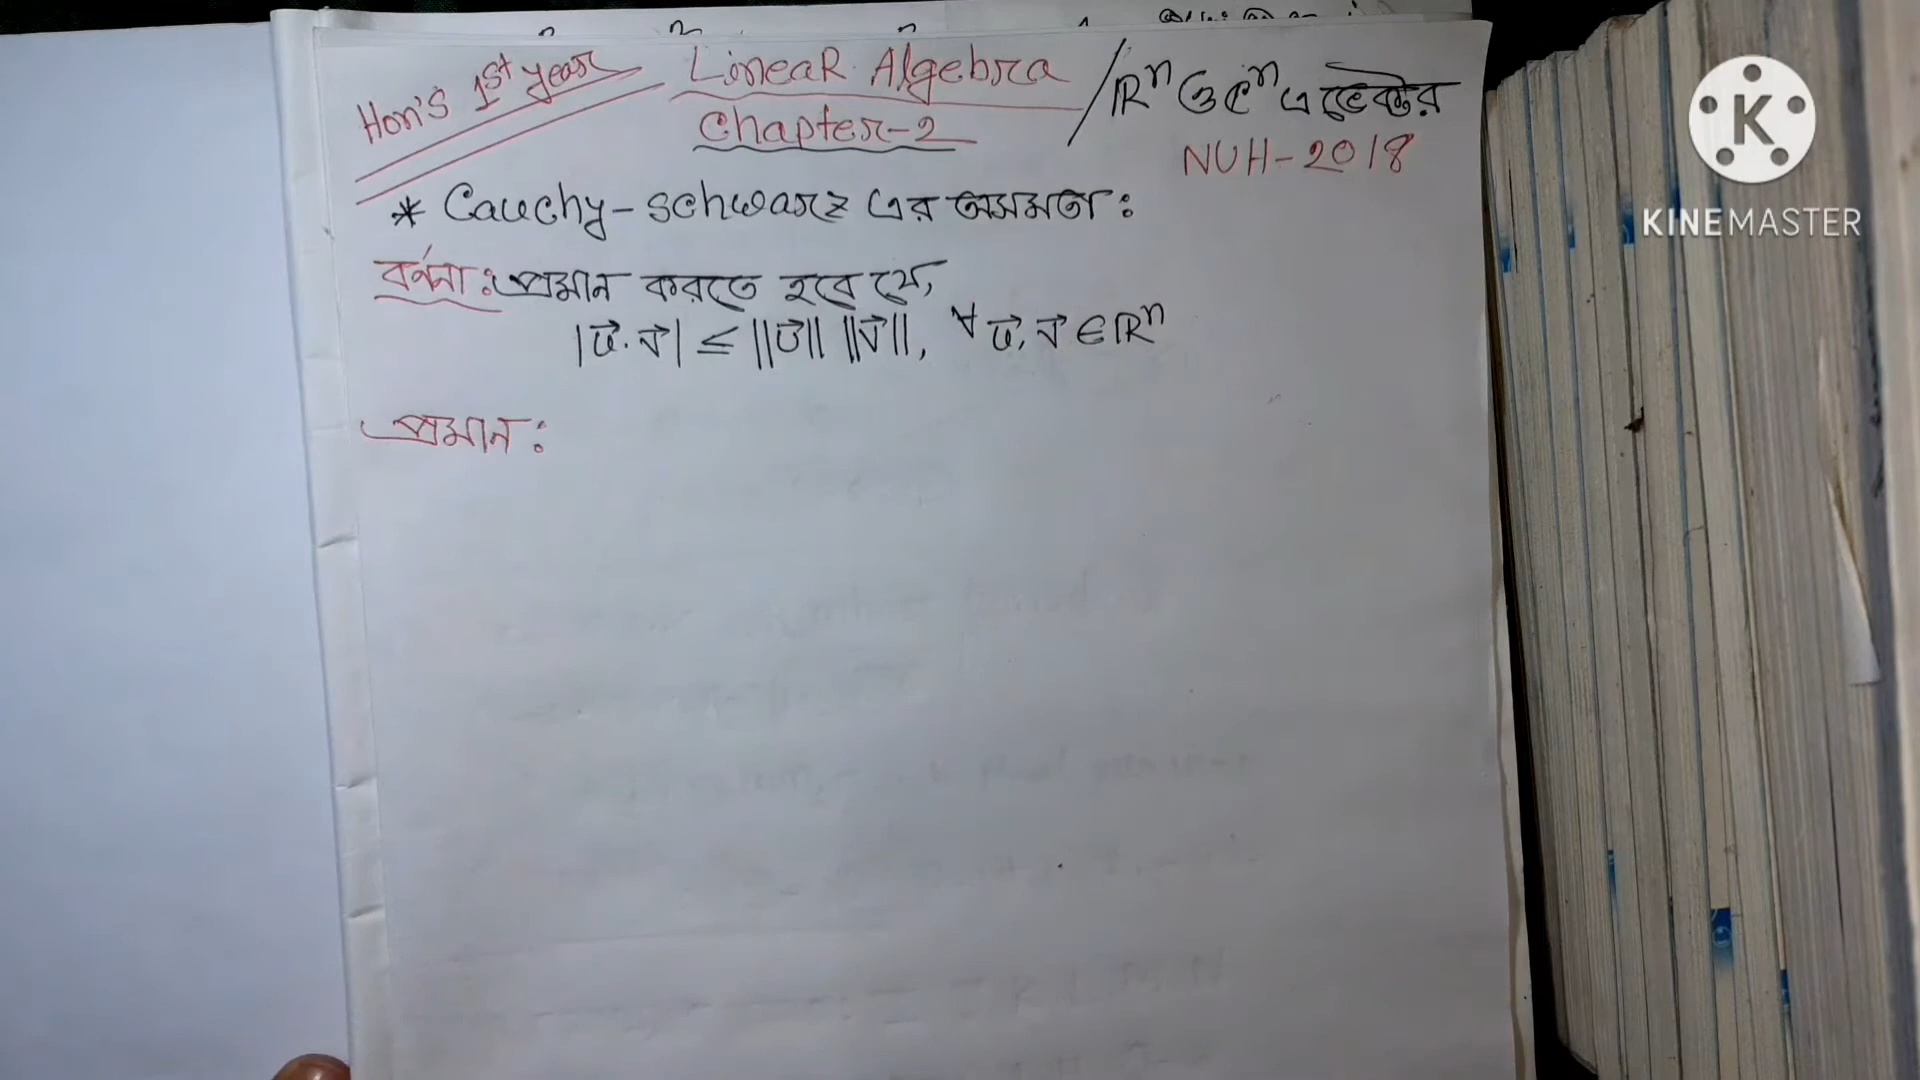 Hon's 1st year
Linear Algebra / ℝⁿ ও ℂⁿ এ ভেক্টর
Chapter-2
NUH-2018
* Cauchy-schwarz এর অসমতা:
বর্ণনা: প্রমান করতে হবে যে,
|u⃗.v⃗| ≤ ||u⃗|| ||v⃗||, ∀ u⃗, v⃗ ∈ ℝⁿ
প্রমান:
K
KINEMASTER